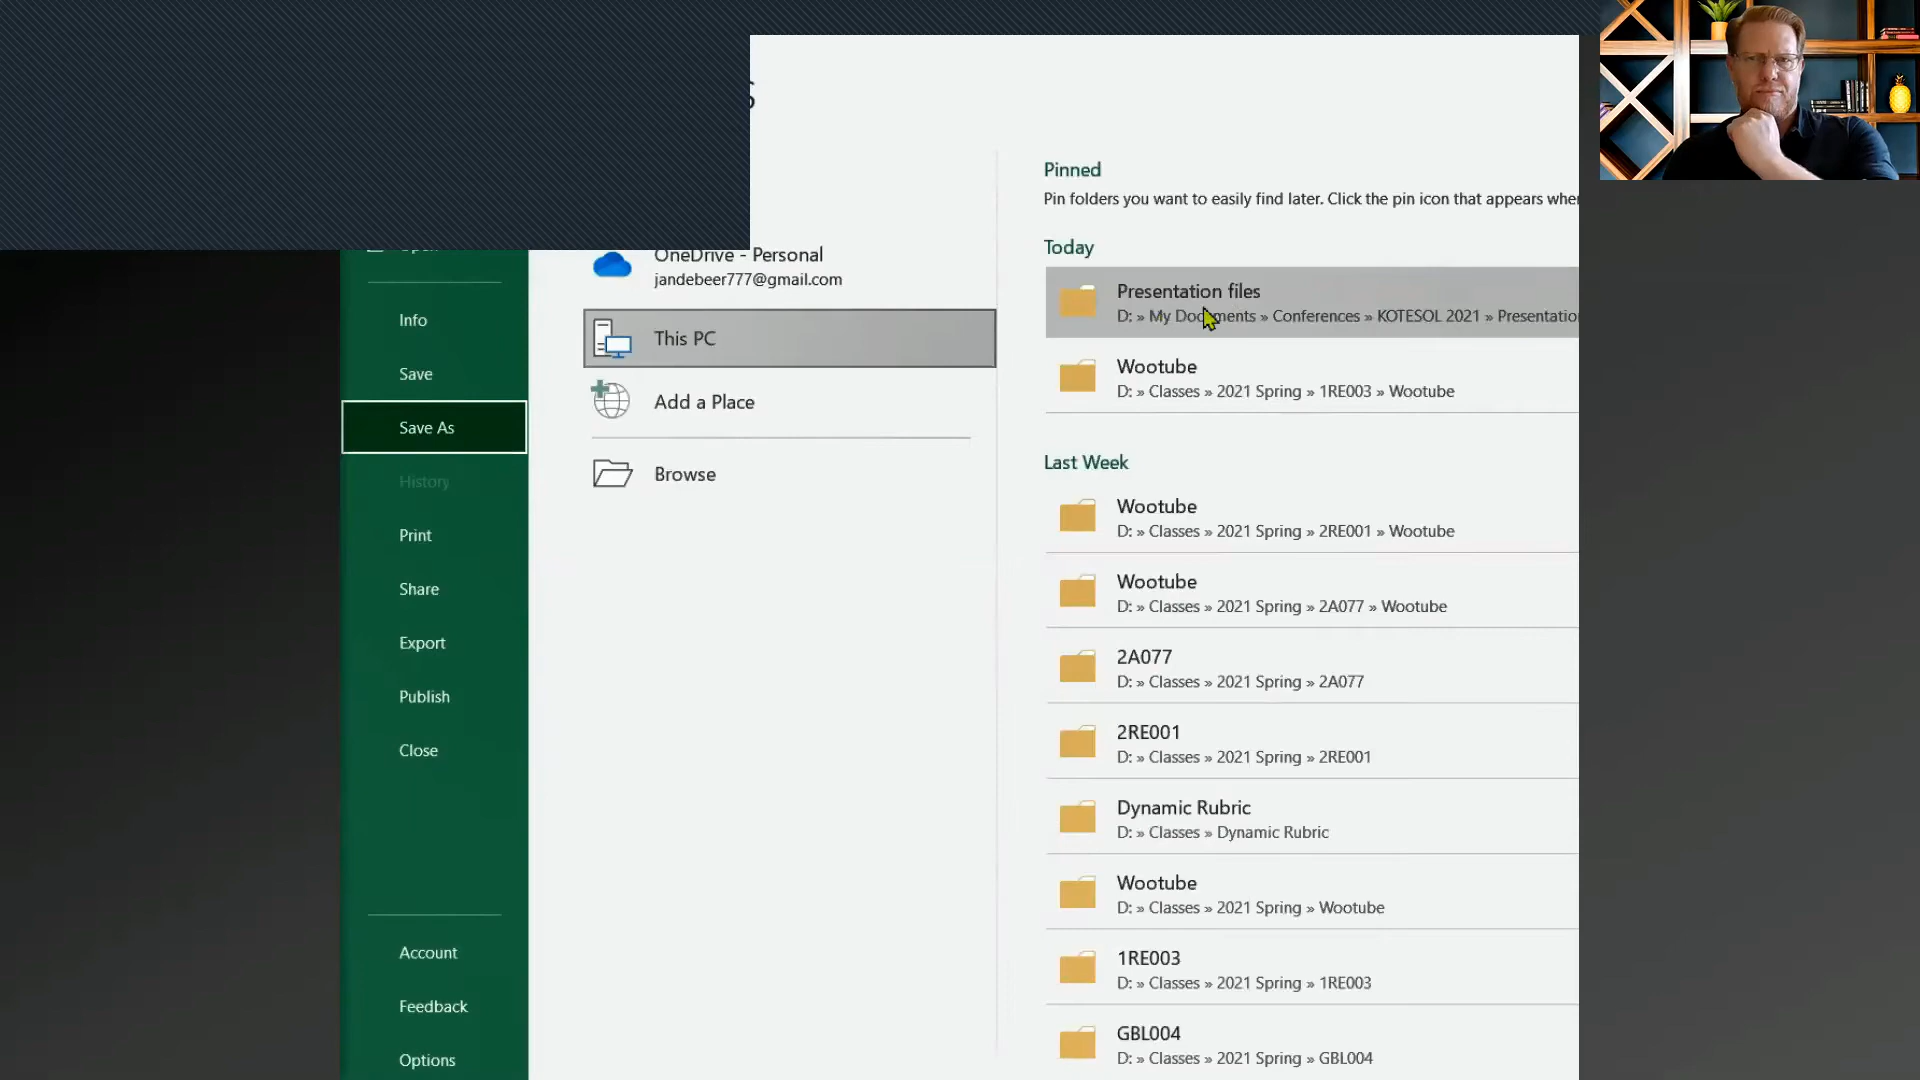 Info
Save
Save As
History
Print
Share
Export
Publish
Close
Account
Feedback
Options
OneDrive - Personal
jandebeer777@gmail.com
This PC
Add a Place
Browse
Pinned
Pin folders you want to easily find later. Click the pin icon that appears
Today
Presentation files
D: » My Documents » Conferences » KOTESOL 2021 »
Wootube
D: » Classes » 2021 Spring » 1RE003 » Wootube
Last Week
Wootube
D: » Classes » 2021 Spring » 2RE001 » Wootube
Wootube
D: » Classes » 2021 Spring » 2A077 » Wootube
2A077
D: » Classes » 2021 Spring » 2A077
2RE001
D: » Classes » 2021 Spring » 2RE001
Dynamic Rubric
D: » Classes » Dynamic Rubric
Wootube
D: » Classes » 2021 Spring » Wootube
1RE003
D: » Classes » 2021 Spring » 1RE003
GBL004
D: » Classes » 2021 Spring » GBL004